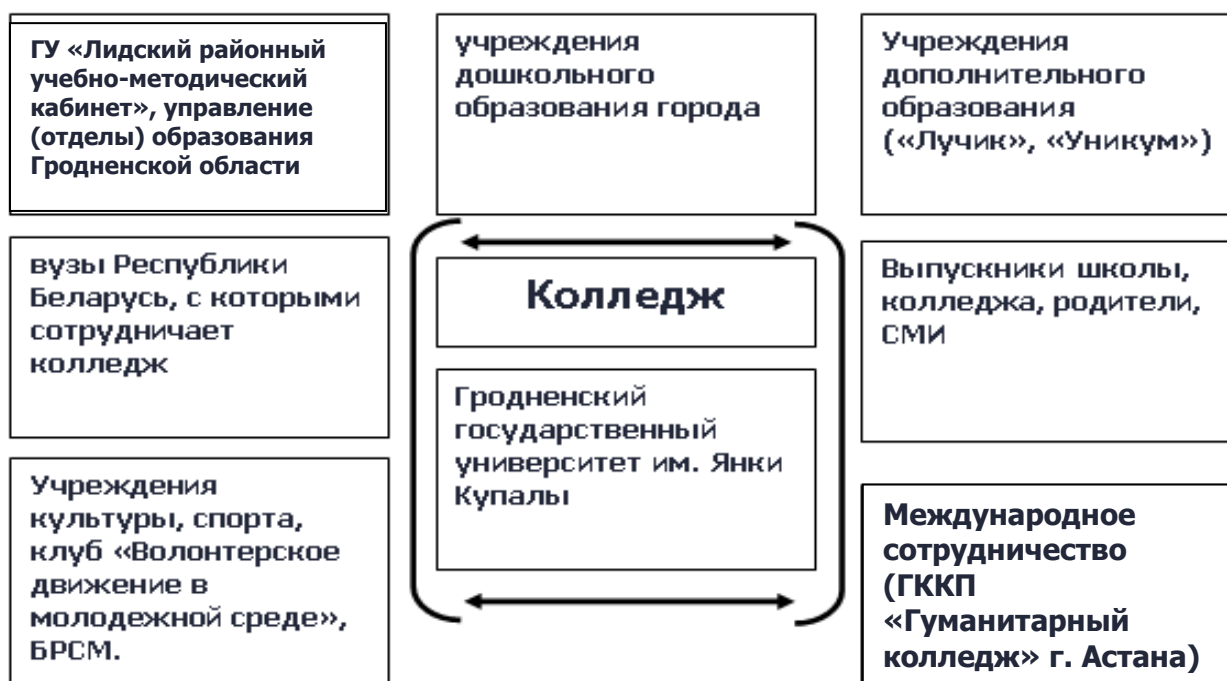 ГУ «Лидский районный
учебно-методический
кабинет», управление
(отделы) образования
Гродненской области
учреждения
дошкольного
образования города
Учреждения
дополнительного
образования
(«Лучик», «Уникум»)
вузы Республики
Беларусь, с которыми
сотрудничает
колледж
Колледж
Выпускники школы,
колледжа, родители,
СМИ
Гродненский
государственный
университет им. Янки
Купалы
Учреждения
культуры, спорта,
клуб «Волонтерское
движение в
молодежной среде»,
БРСМ.
Международное
сотрудничество
(ГККП
«Гуманитарный
колледж» г. Астана)